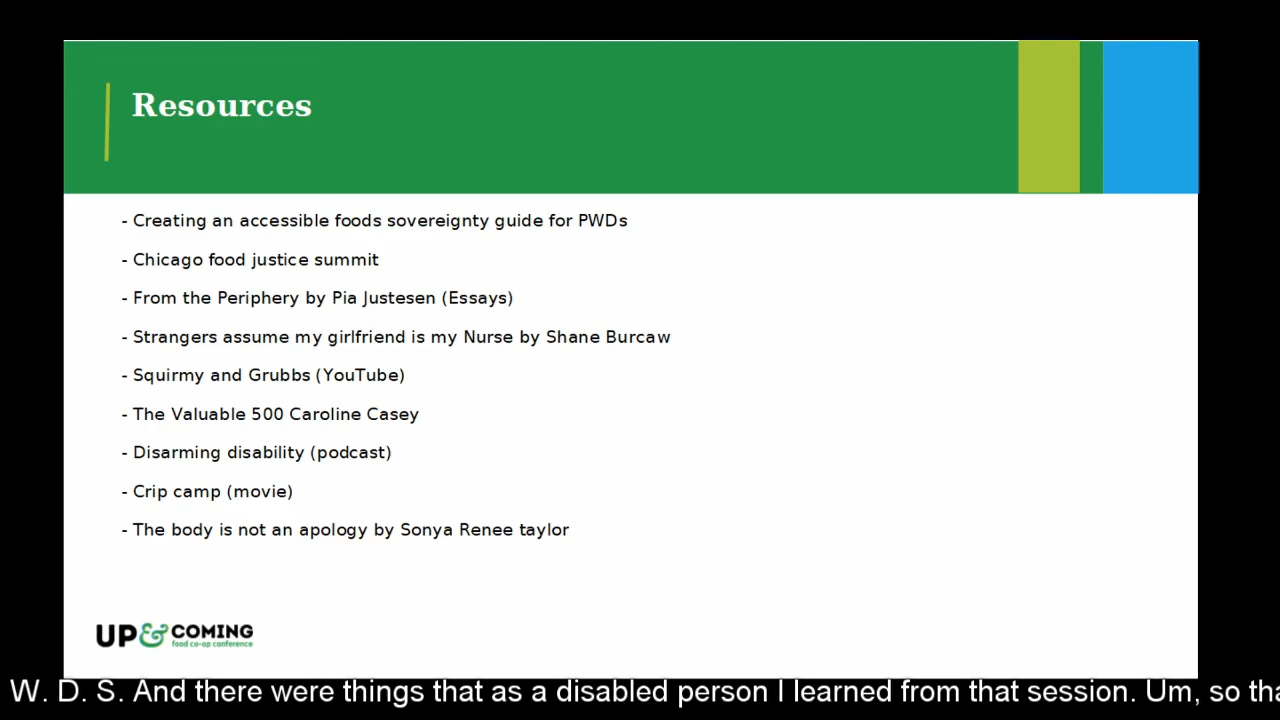 Resources
- Creating an accessible foods sovereignty guide for PWDs
- Chicago food justice summit
- From the Periphery by Pia Justesen (Essays)
- Strangers assume my girlfriend is my Nurse by Shane Burcaw
- Squirmy and Grubbs (YouTube)
- The Valuable 500 Caroline Casey
- Disarming disability (podcast)
- Crip camp (movie)
- The body is not an apology by Sonya Renee taylor
UP & COMING
food co-op conference
W. D. S. And there were things that as a disabled person I learned from that session. Um, so tha